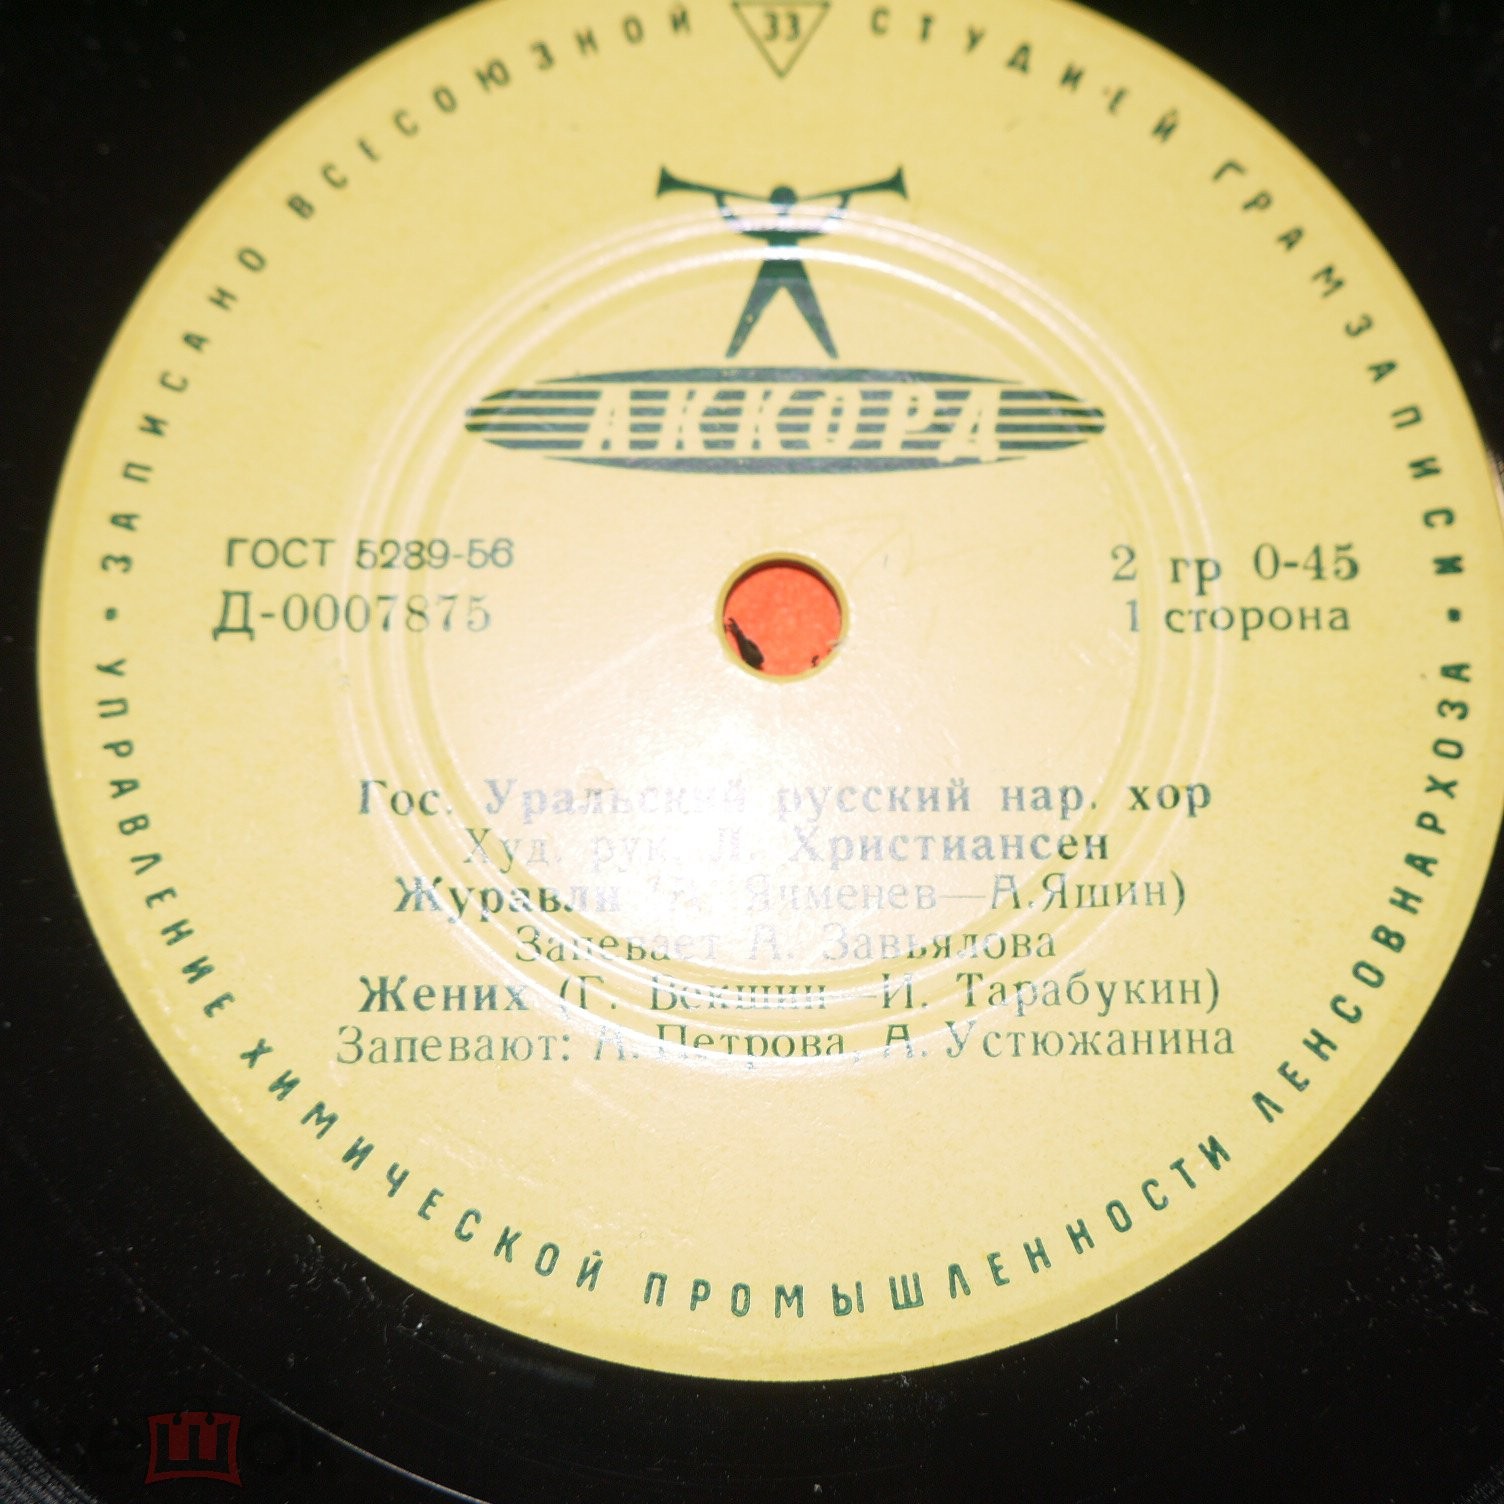 ЗАПИСАНО ВСЕСОЮЗНОЙ СТУДИЕЙ ГРАМЗАПИСИ
33
АККОРД
ГОСТ 5289-56
2 гр 0-45
Д-0007875
1 сторона
Гос. Уральский русский нар. хор
Худ. рук. Л. Христиансен
Журавли Ячменев—А.Яшин)
Запевает А. Завьялова
Жених (Г. Векшин—И. Тарабукин)
Запевают: А. Петрова, А. Устюжанина
УПРАВЛЕНИЕ ХИМИЧЕСКОЙ ПРОМЫШЛЕННОСТИ ЛЕНСОВНАРХОЗА